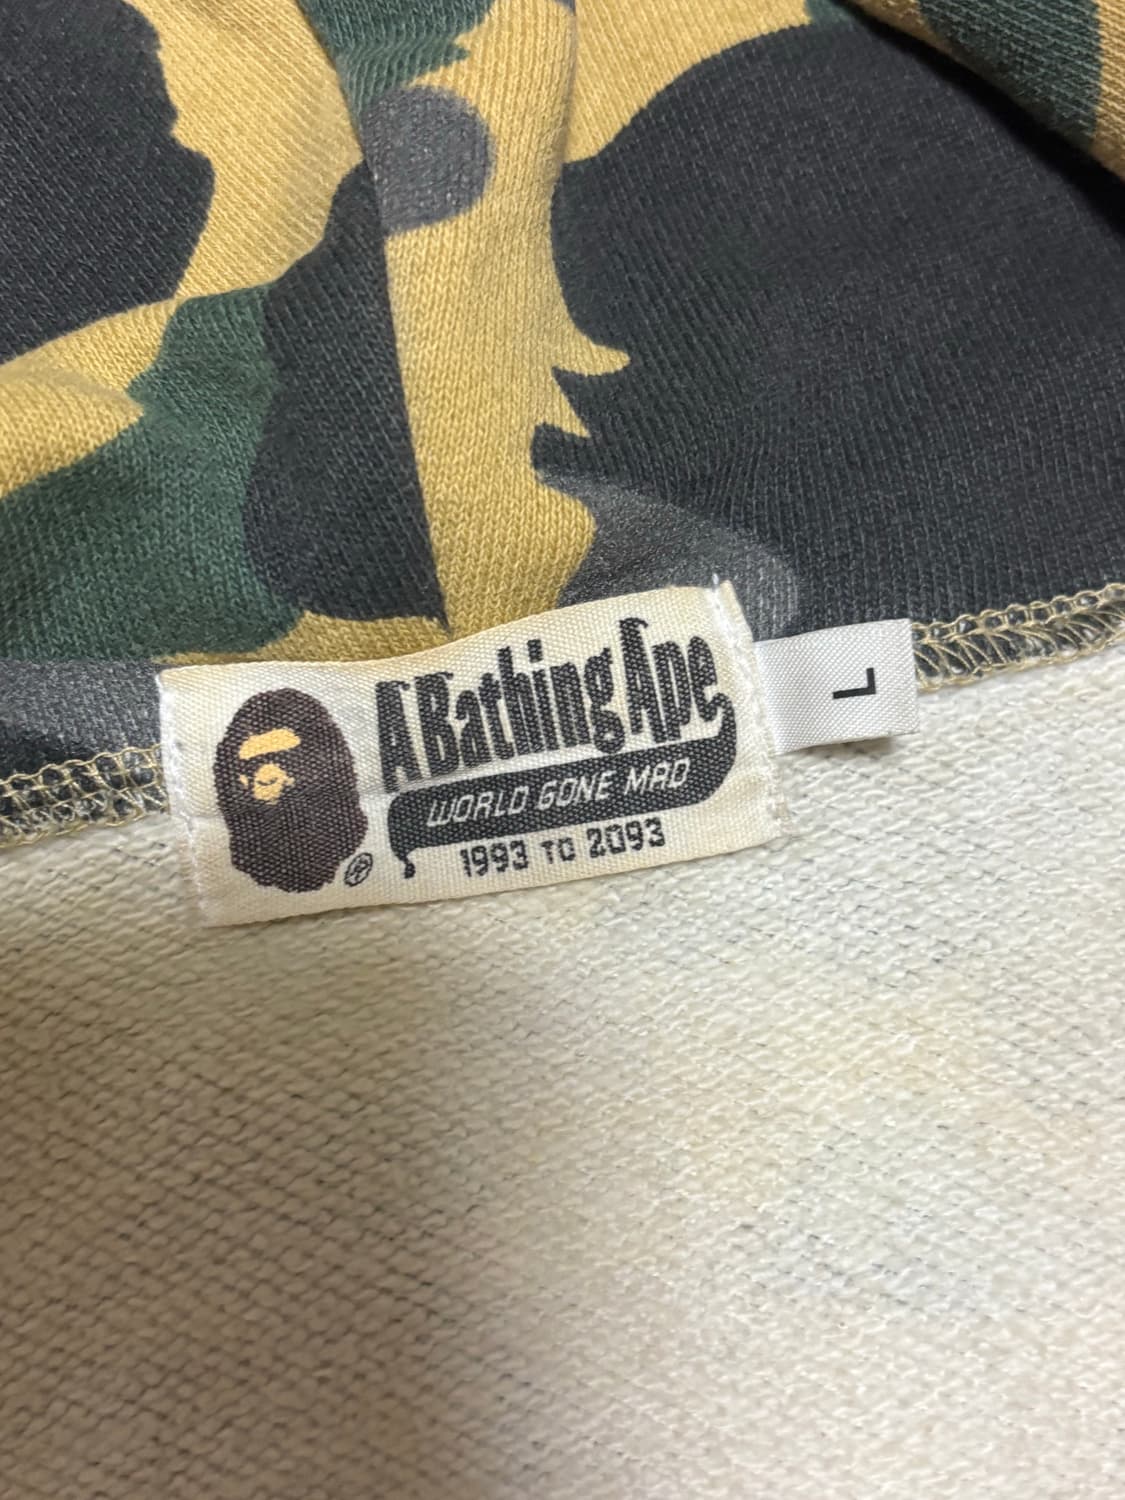 A Bathing Ape
WORLD GONE MAD
1993 TO 2093
®
L